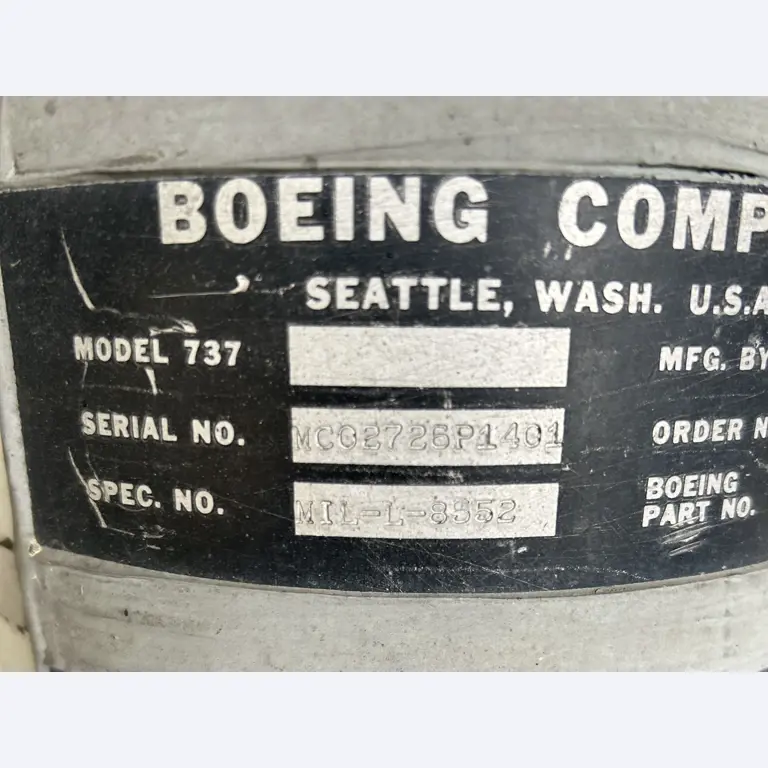 BOEING COMP
SEATTLE, WASH. U.S.A
MODEL 737 MFG. BY
SERIAL NO. MC02726P1401 ORDER N
SPEC. NO. MIL-L-8552 BOEING
PART NO.